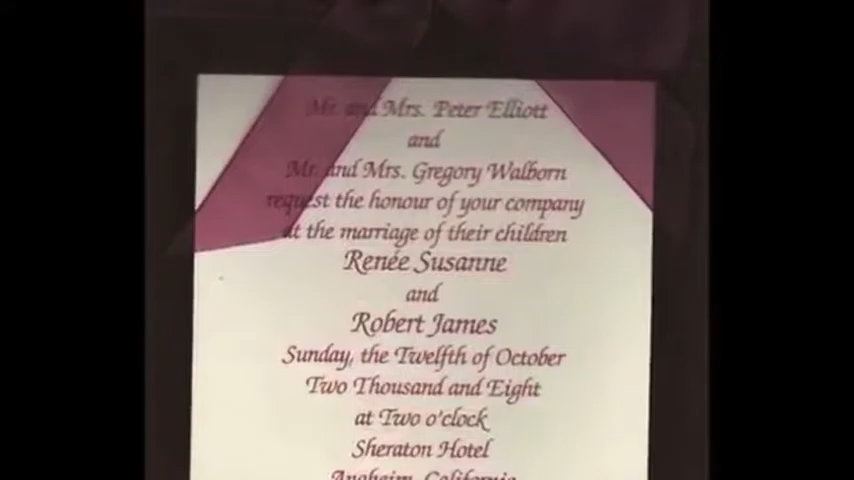 Mr. and Mrs. Peter Elliott
and
Mr. and Mrs. Gregory Walborn
request the honour of your company
at the marriage of their children
Renée Susanne
and
Robert James
Sunday, the Twelfth of October
Two Thousand and Eight
at Two o'clock
Sheraton Hotel
Anaheim, California